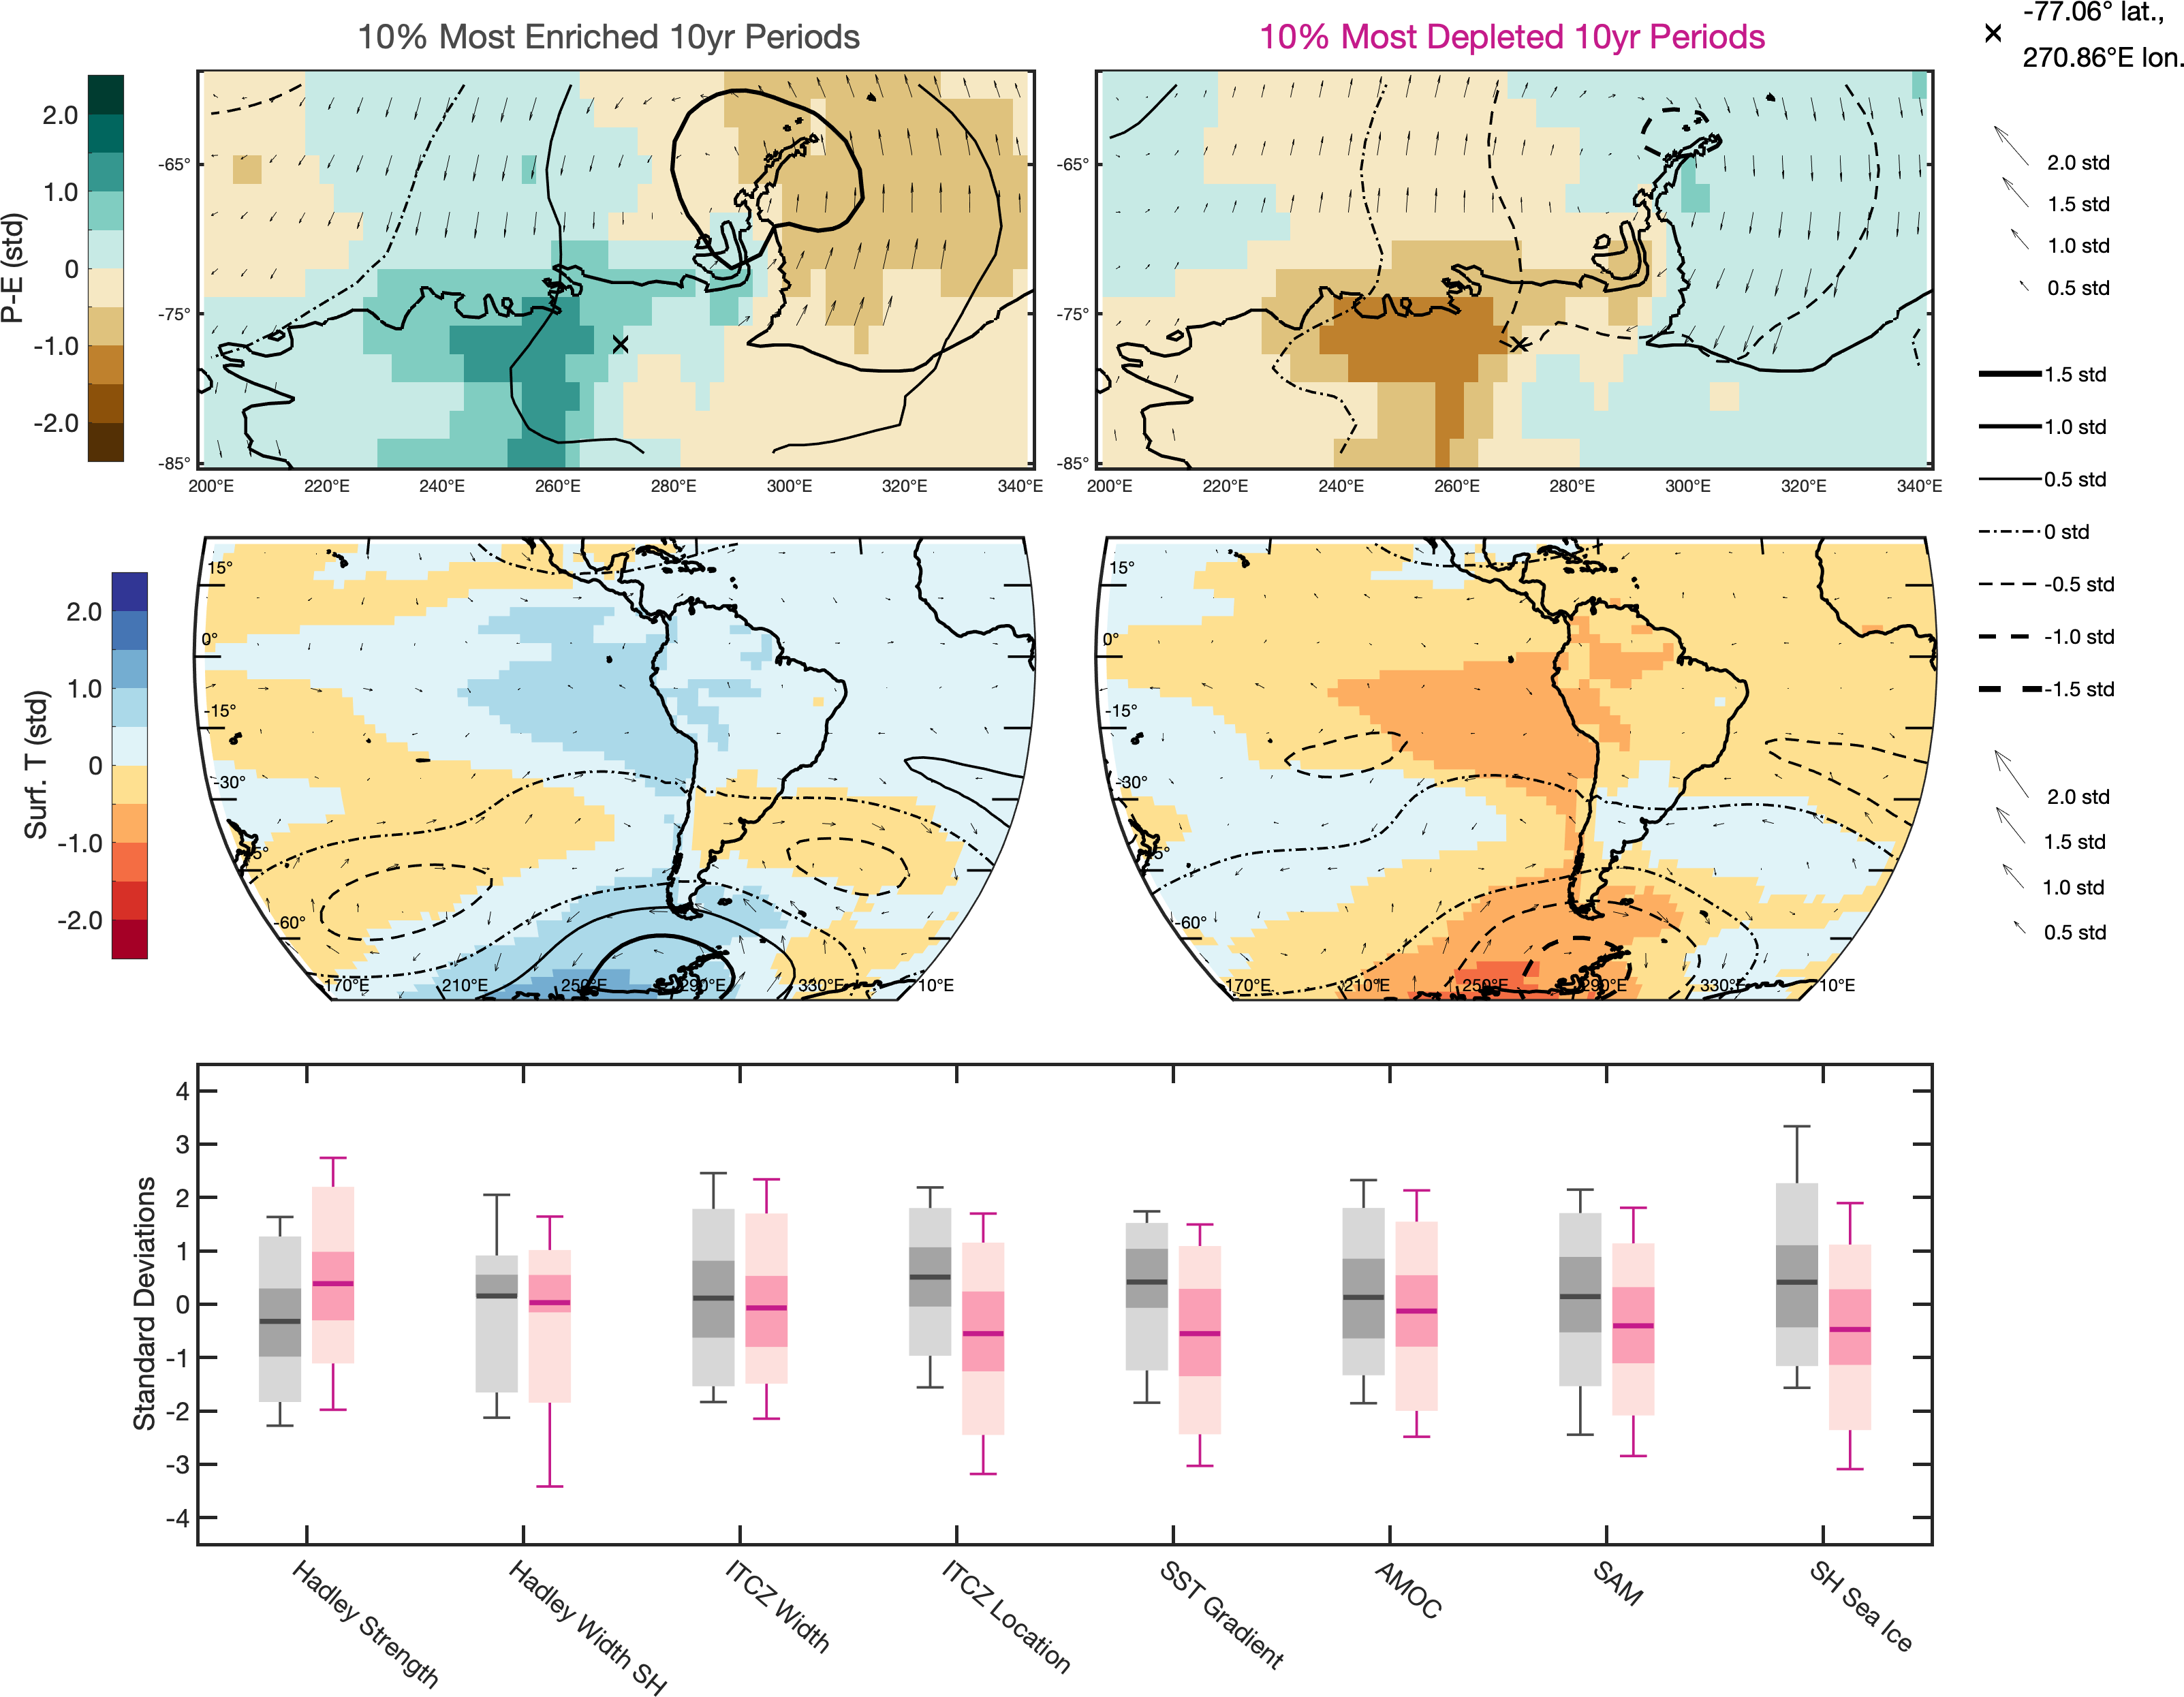 10% Most Enriched 10yr Periods
10% Most Depleted 10yr Periods
-77.06° lat.,
270.86°E lon.
P-E (std)
2.0
1.0
0
-1.0
-2.0
-65°
-75°
-85°
200°E 220°E 240°E 260°E 280°E 300°E 320°E 340°E
-65°
-75°
-85°
200°E 220°E 240°E 260°E 280°E 300°E 320°E 340°E
2.0 std
1.5 std
1.0 std
0.5 std
1.5 std
1.0 std
0.5 std
0 std
-0.5 std
-1.0 std
-1.5 std
2.0 std
1.5 std
1.0 std
0.5 std
Surf. T (std)
2.0
1.0
0
-1.0
-2.0
15°
0°
-15°
-30°
-60°
170°E 210°E 250°E 290°E 330°E 10°E
15°
0°
-15°
-30°
-60°
170°E 210°E 250°E 290°E 330°E 10°E
Standard Deviations
4
3
2
1
0
-1
-2
-3
-4
Hadley Strength
Hadley Width SH
ITCZ Width
ITCZ Location
SST Gradient
AMOC
SAM
SH Sea Ice